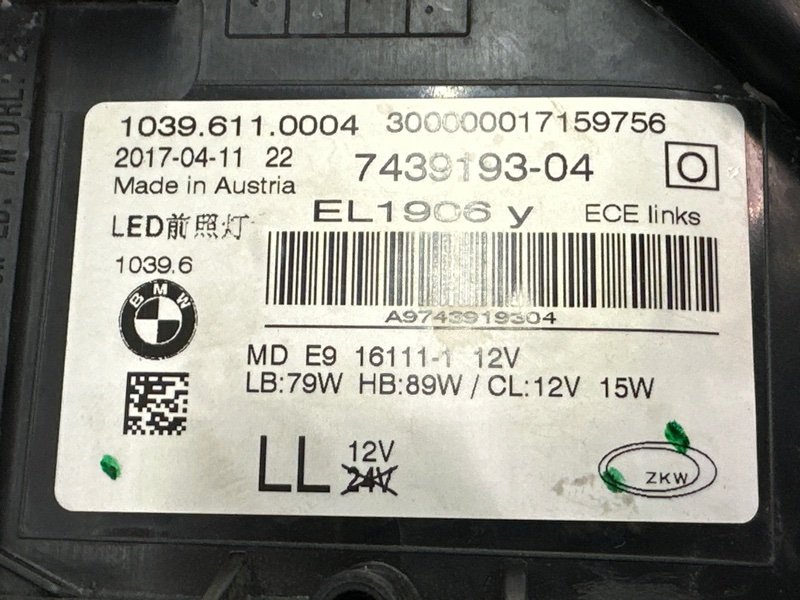 1039.611.0004 300000017159756
2017-04-11 22 7439193-04 O
Made in Austria
EL1906 y ECE links
LED前照灯
1039.6
BMW
A9743919304
MD E9 16111-1 12V
LB:79W HB:89W / CL:12V 15W
LL 12V
24V
ZKW